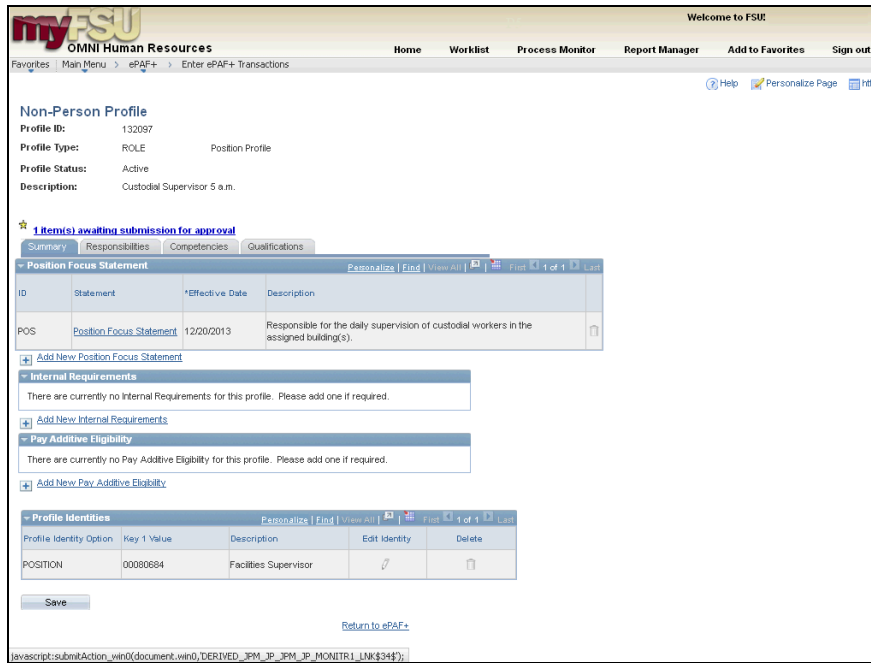 myFSU
Welcome to FSU!
OMNI Human Resources
Home Worklist Process Monitor Report Manager Add to Favorites Sign out
Favorites Main Menu > ePAF+ > Enter ePAF+ Transactions
Help Personalize Page htt
Non-Person Profile
Profile ID: 132097
Profile Type: ROLE Position Profile
Profile Status: Active
Description: Custodial Supervisor 5 a.m.
1 item(s) awaiting submission for approval
Summary Responsibilities Competencies Qualifications
Position Focus Statement Personalize | Find | View All | | First 1 of 1 Last
ID Statement *Effective Date Description
POS Position Focus Statement 12/20/2013 Responsible for the daily supervision of custodial workers in the
assigned building(s).
Add New Position Focus Statement
Internal Requirements
There are currently no Internal Requirements for this profile. Please add one if required.
Add New Internal Requirements
Pay Additive Eligibility
There are currently no Pay Additive Eligibility for this profile. Please add one if required.
Add New Pay Additive Eligibility
Profile Identities Personalize | Find | View All | | First 1 of 1 Last
Profile Identity Option Key 1 Value Description Edit Identity Delete
POSITION 00080684 Facilities Supervisor
Save
Return to ePAF+
javascript:submitAction_win0(document.win0,'DERIVED_JPM_JP_JPM_JP_MONITR1_LNK$34$');